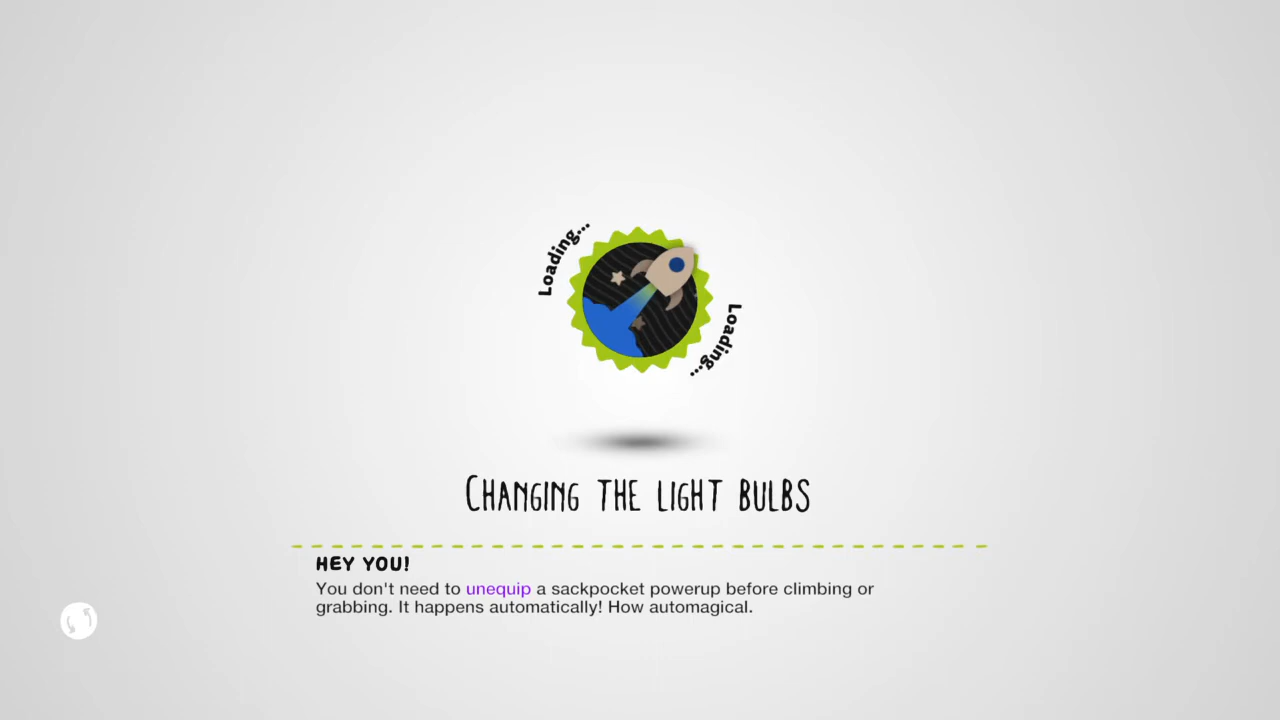 Loading...
Loading...
Changing the light bulbs
HEY YOU!
You don't need to unequip a sackpocket powerup before climbing or
grabbing. It happens automatically! How automagical.